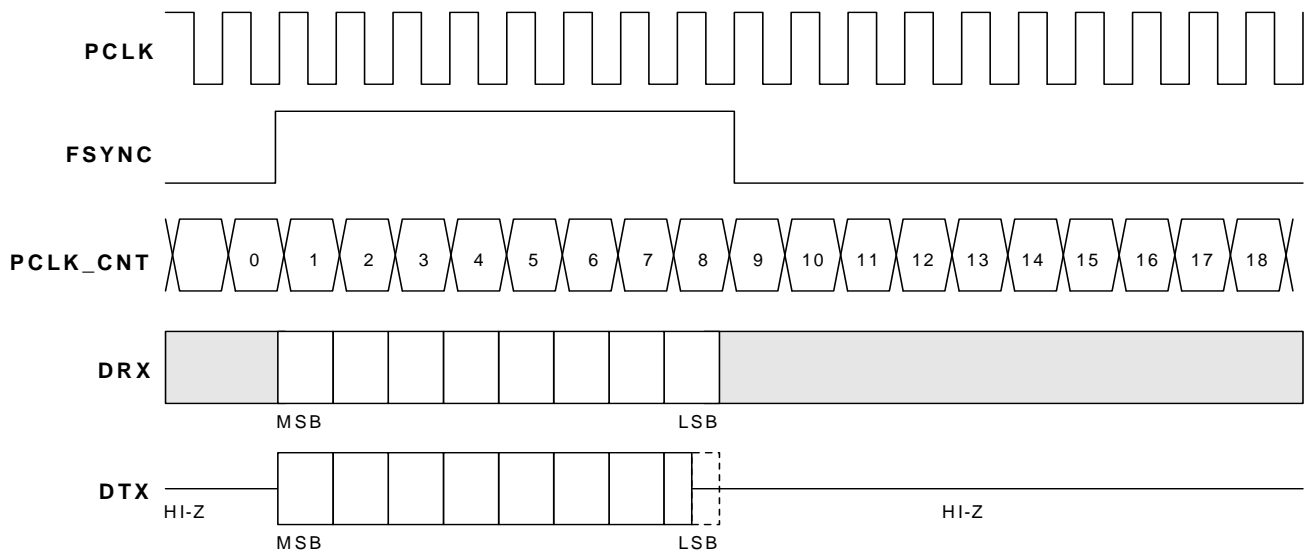 PCLK
FSYNC
PCLK_CNT 0 1 2 3 4 5 6 7 8 9 10 11 12 13 14 15 16 17 18
DRX
MSB LSB
DTX
HI-Z HI-Z
MSB LSB